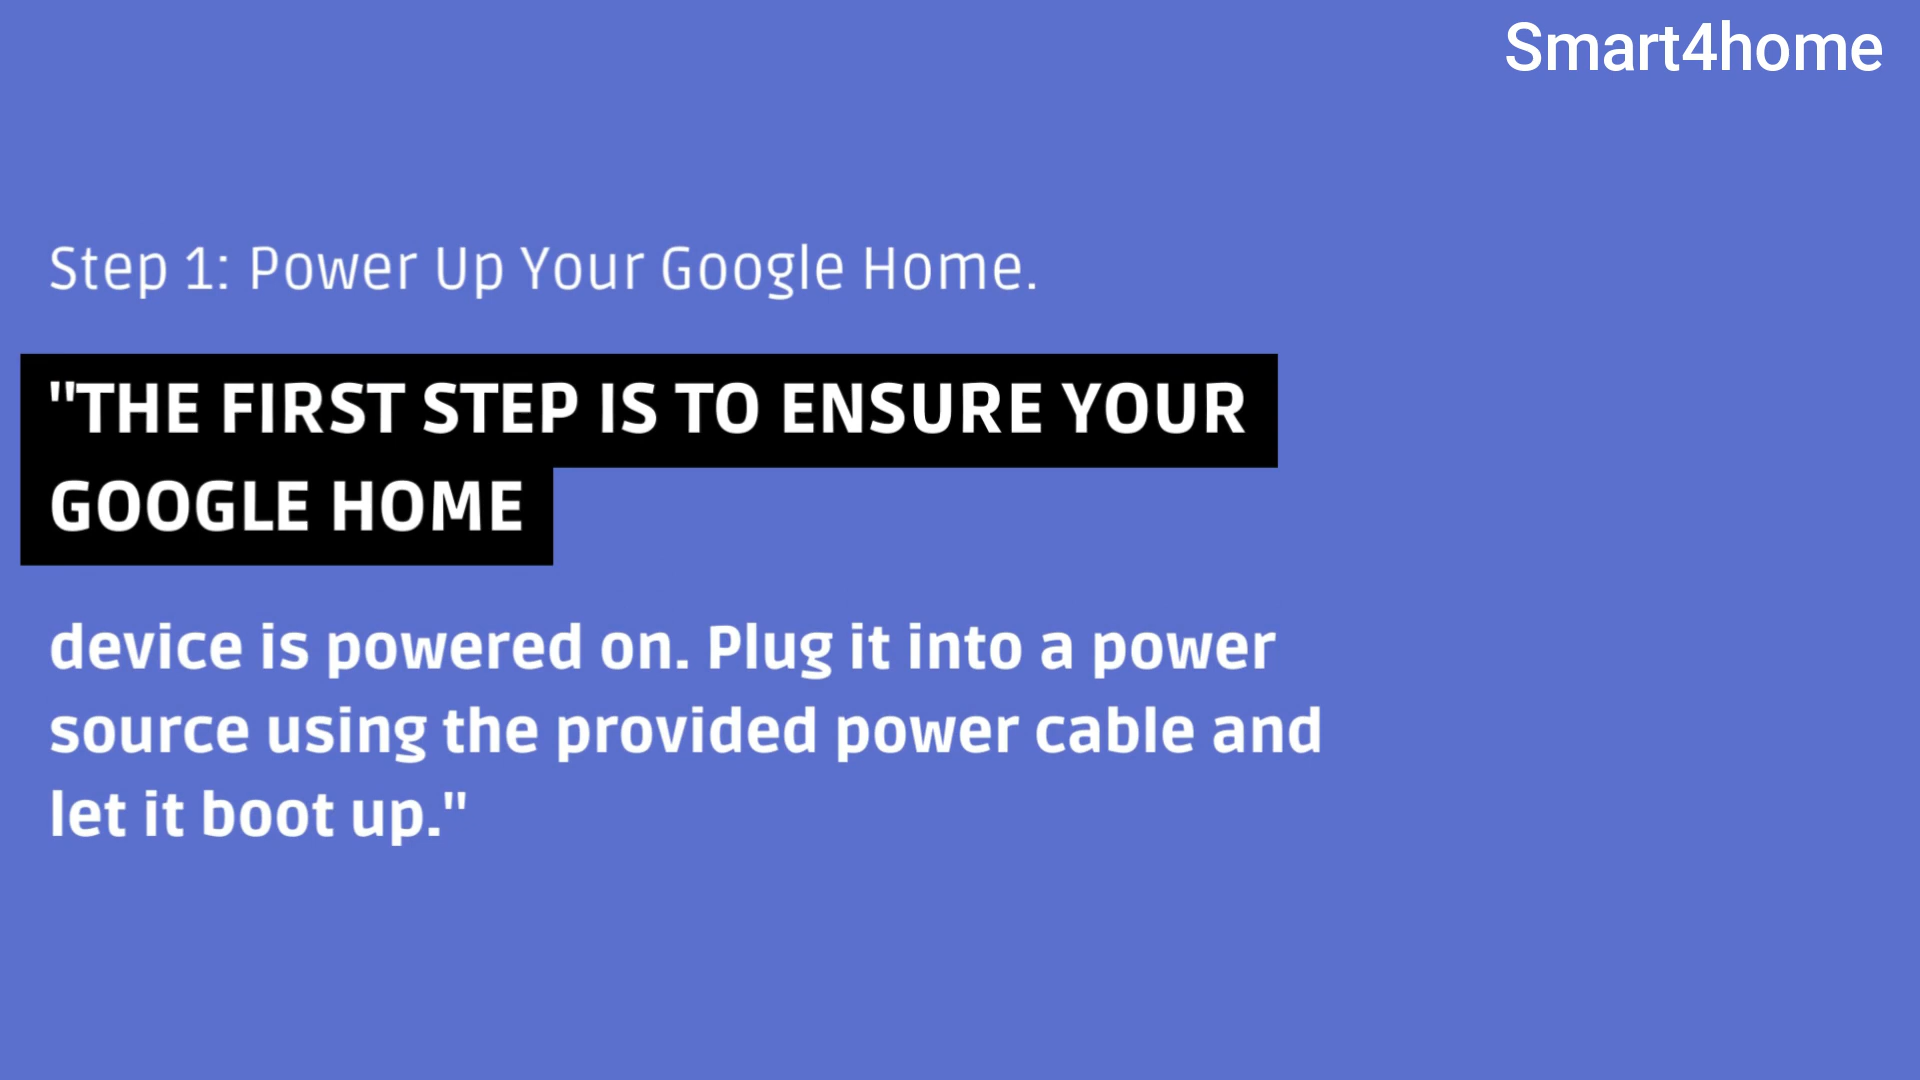 Smart4home
Step 1: Power Up Your Google Home.
"THE FIRST STEP IS TO ENSURE YOUR
GOOGLE HOME
device is powered on. Plug it into a power
source using the provided power cable and
let it boot up."